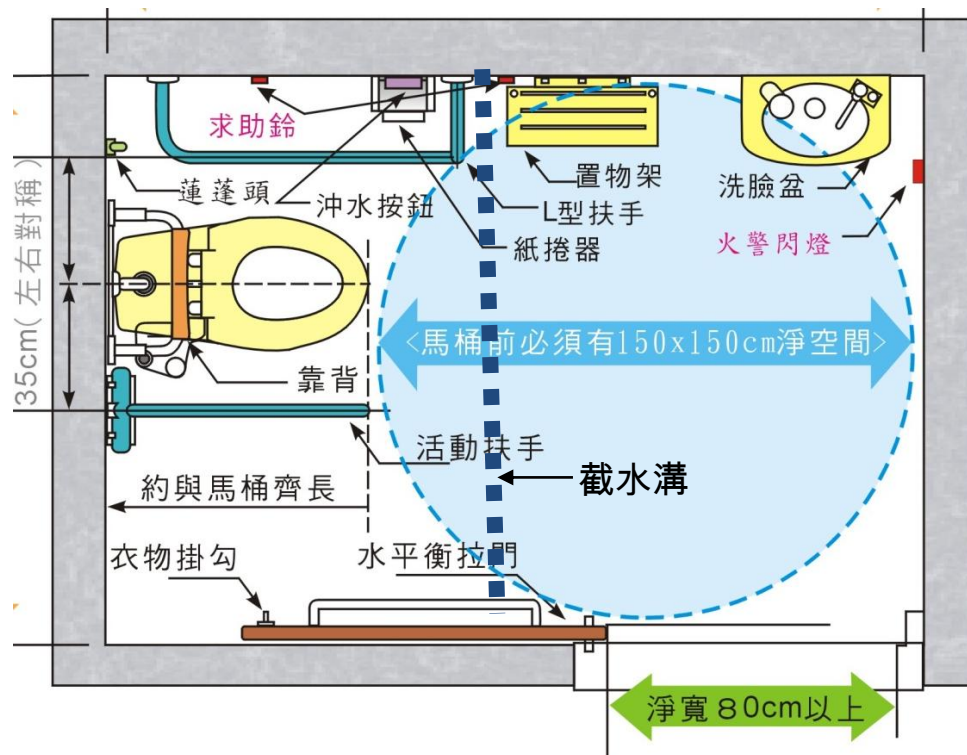 求助鈴
蓮蓬頭
沖水按鈕
置物架
L型扶手
紙捲器
洗臉盆
火警閃燈
35cm(左右對稱)
<馬桶前必須有150x150cm淨空間>
靠背
活動扶手
截水溝
約與馬桶齊長
衣物掛勾
水平衡拉門
淨寬80cm以上